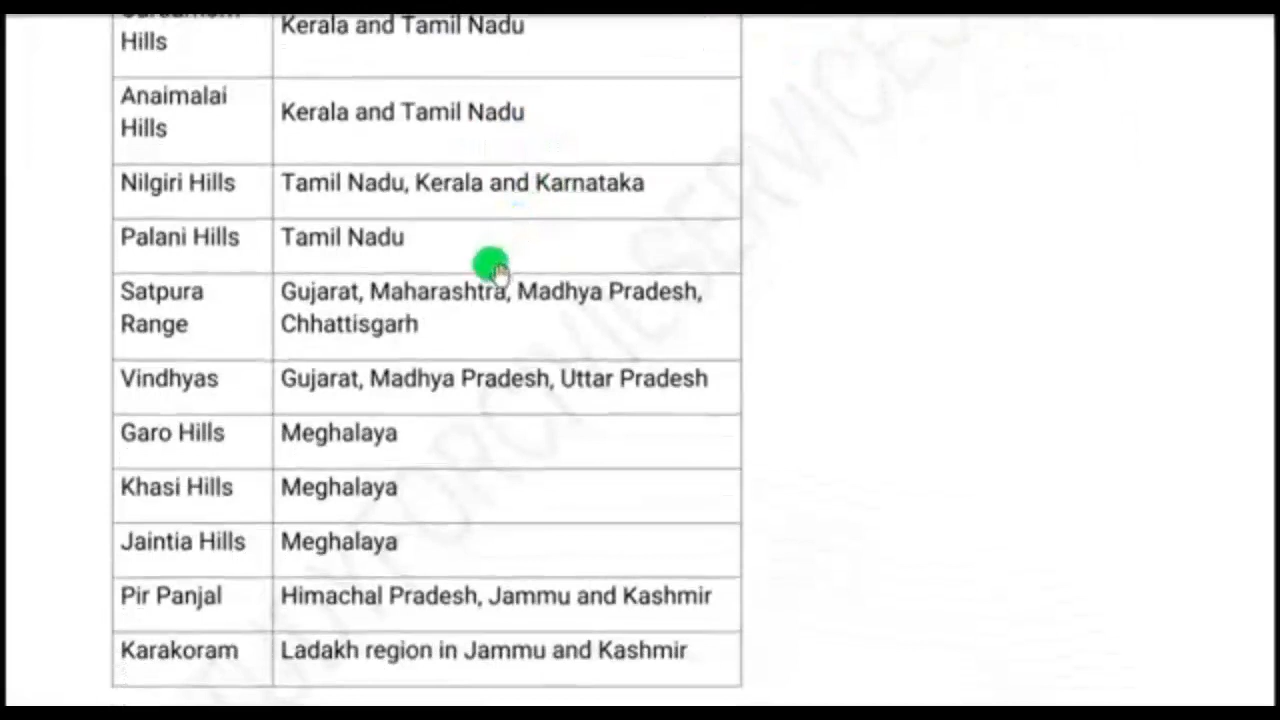 Hills
Kerala and Tamil Nadu
Anaimalai
Hills
Kerala and Tamil Nadu
Nilgiri Hills
Tamil Nadu, Kerala and Karnataka
Palani Hills
Tamil Nadu
Satpura
Range
Gujarat, Maharashtra, Madhya Pradesh,
Chhattisgarh
Vindhyas
Gujarat, Madhya Pradesh, Uttar Pradesh
Garo Hills
Meghalaya
Khasi Hills
Meghalaya
Jaintia Hills
Meghalaya
Pir Panjal
Himachal Pradesh, Jammu and Kashmir
Karakoram
Ladakh region in Jammu and Kashmir